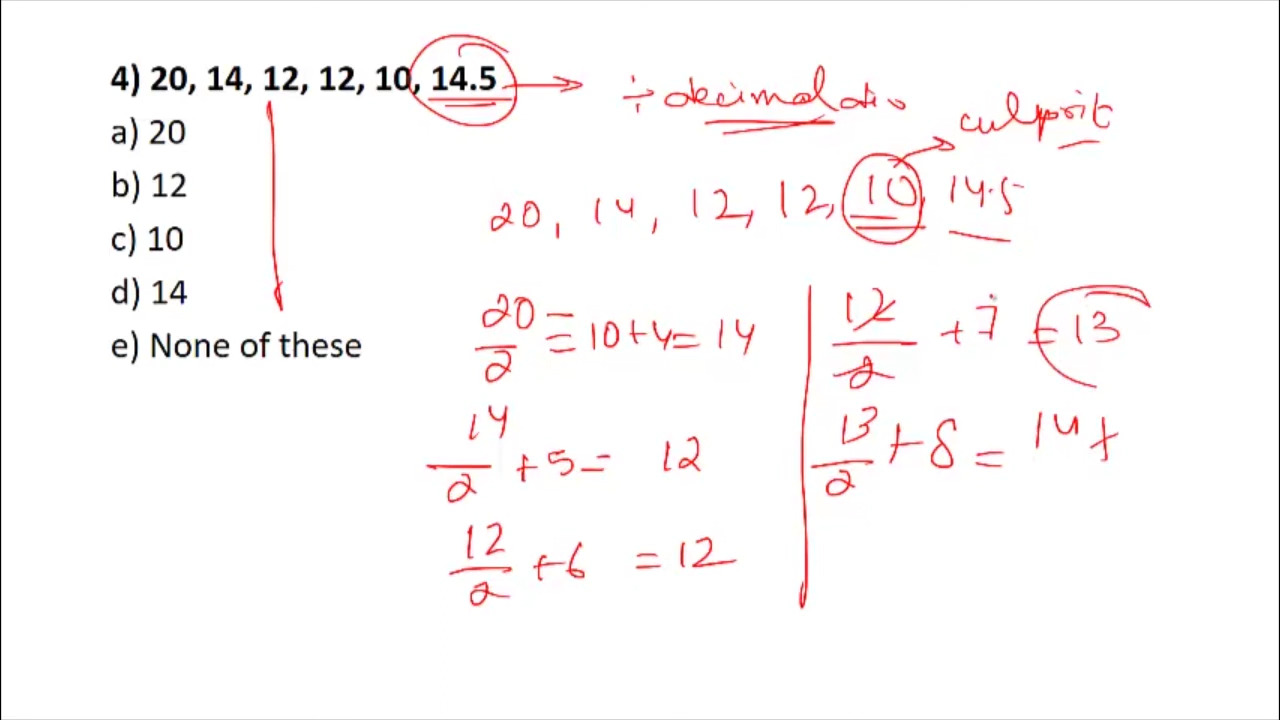 4) 20, 14, 12, 12, 10, 14.5
÷ decimal
culprit
a) 20
b) 12
c) 10
d) 14
e) None of these
20, 14, 12, 12, 10, 14.5
20/2 = 10+4= 14
14/2 +5= 12
12/2 +6 =12
12/2 +7 =13
13/2 +8 =